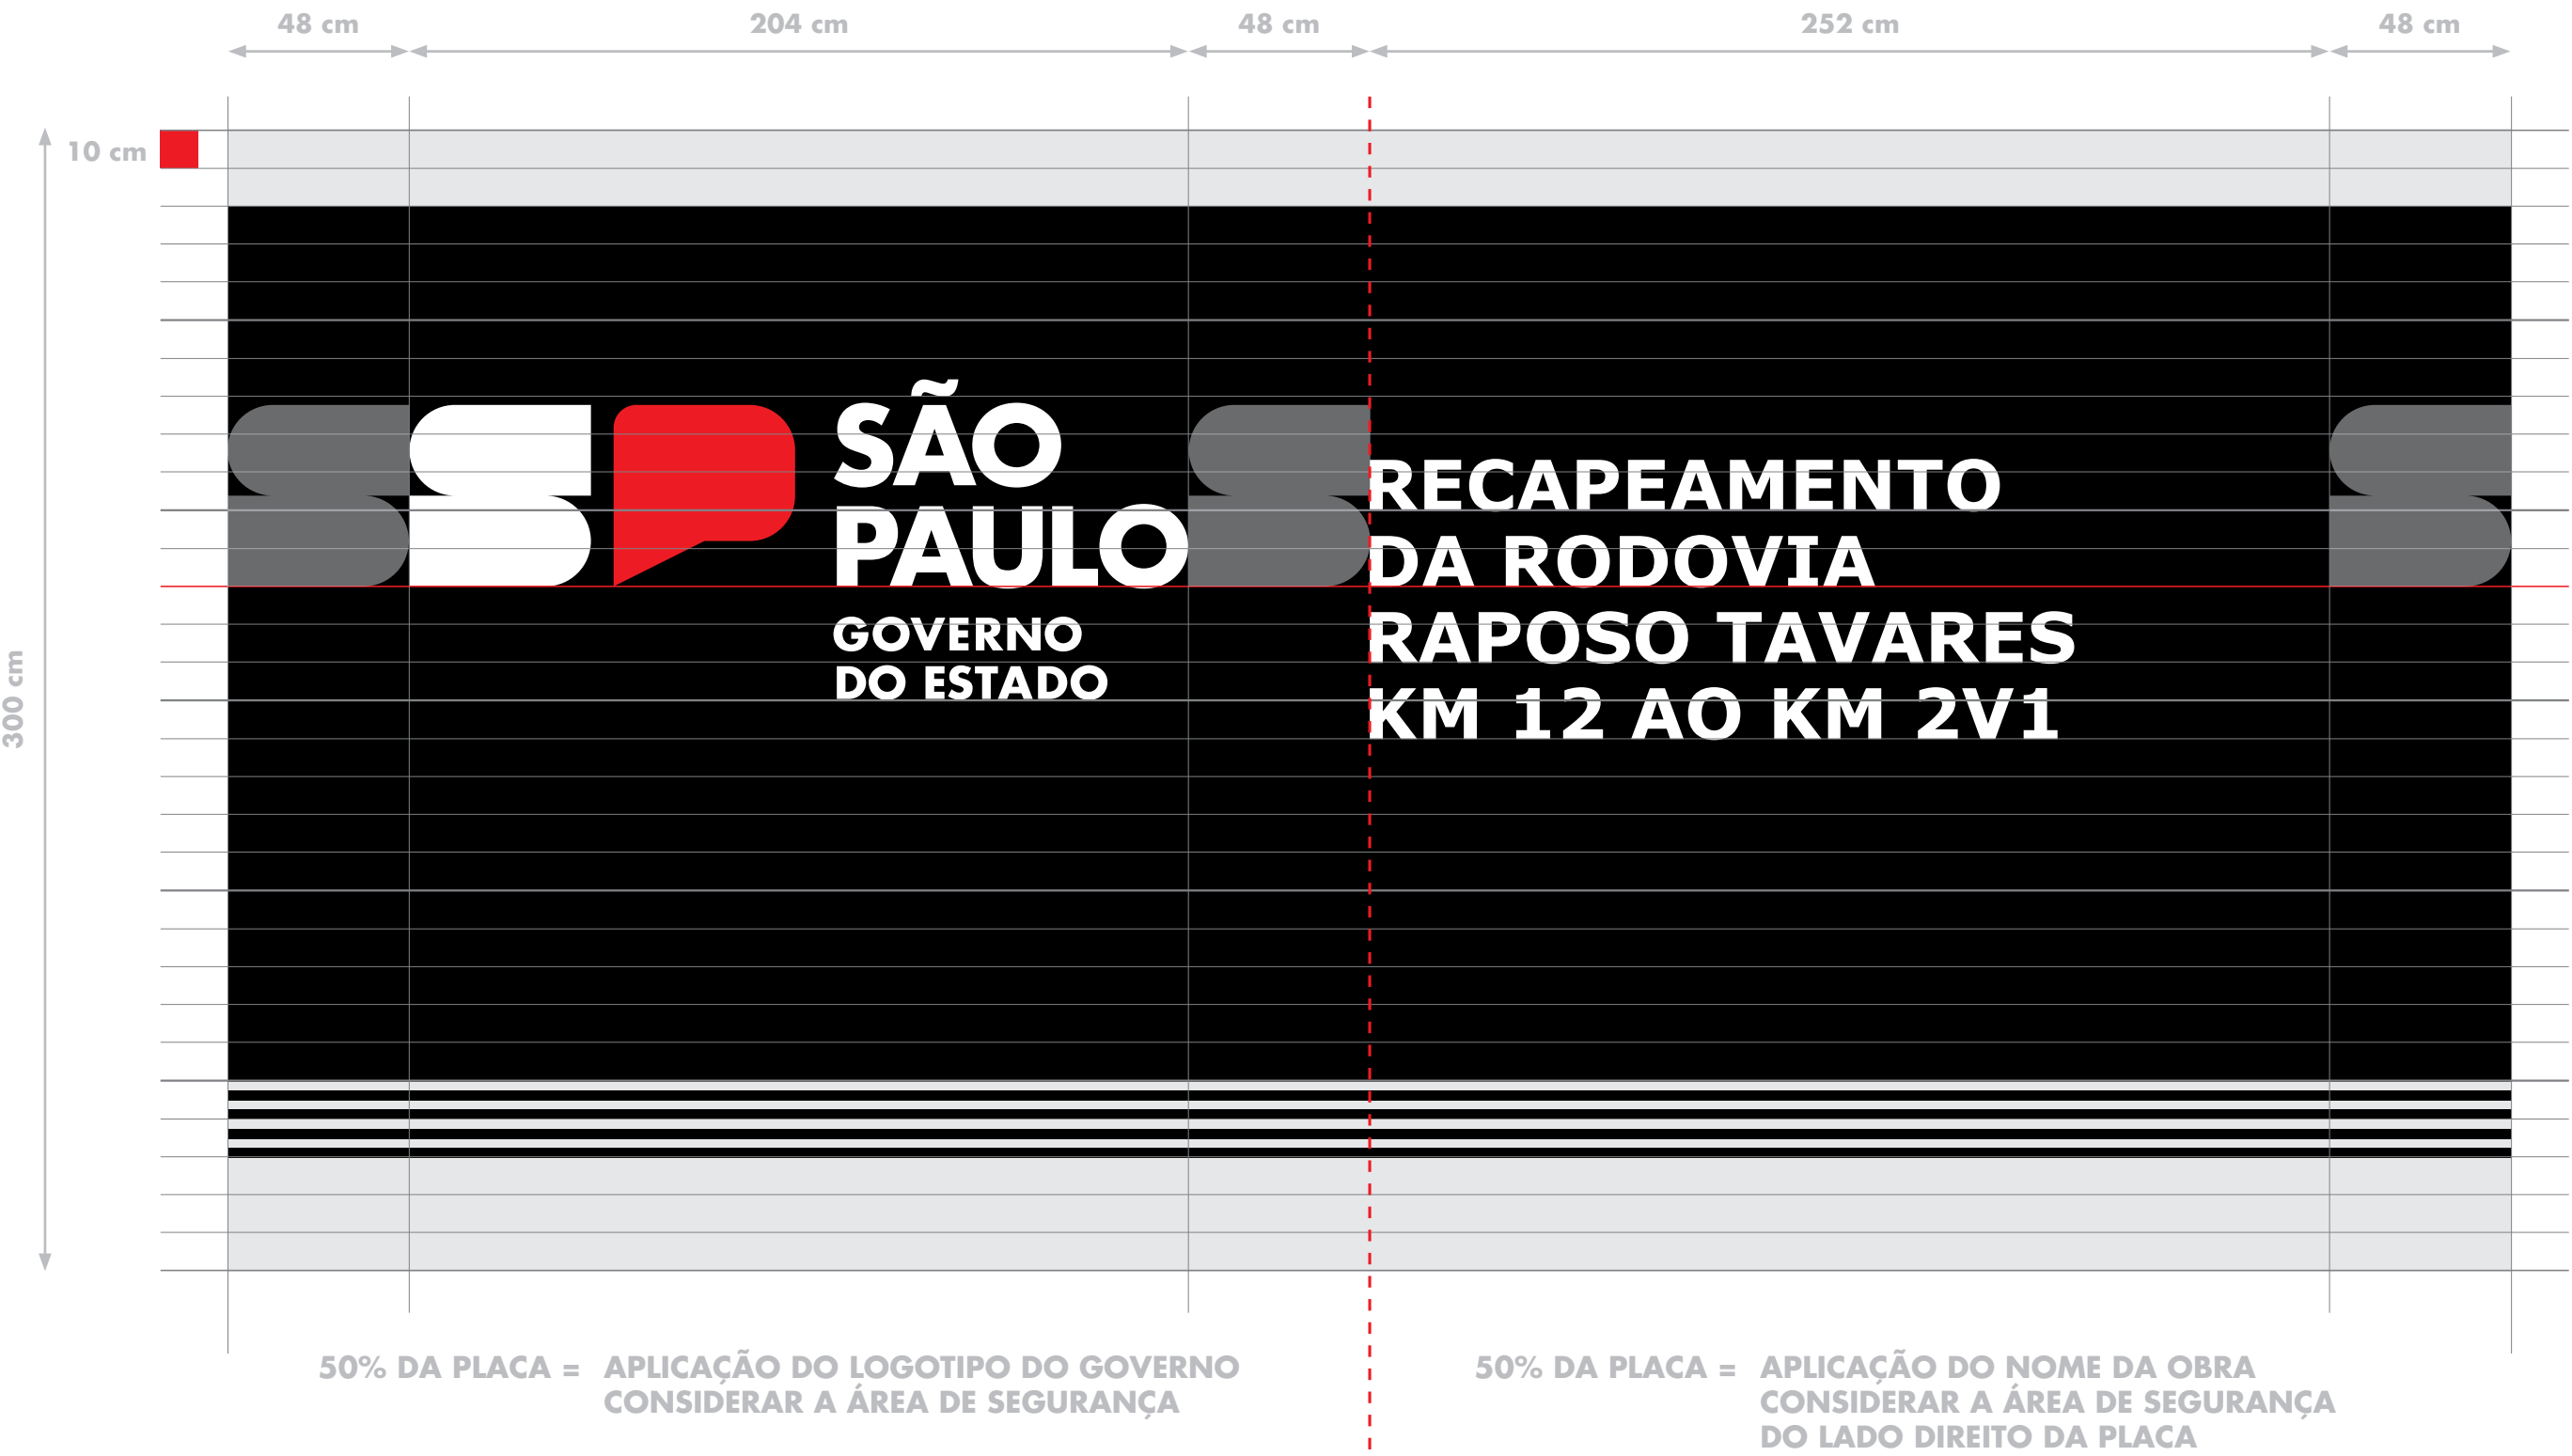 48 cm
204 cm
48 cm
252 cm
48 cm
10 cm
300 cm
SÃO
PAULO
GOVERNO
DO ESTADO
RECAPEAMENTO
DA RODOVIA
RAPOSO TAVARES
KM 12 AO KM 2V1
50% DA PLACA = APLICAÇÃO DO LOGOTIPO DO GOVERNO
CONSIDERAR A ÁREA DE SEGURANÇA
50% DA PLACA = APLICAÇÃO DO NOME DA OBRA
CONSIDERAR A ÁREA DE SEGURANÇA
DO LADO DIREITO DA PLACA